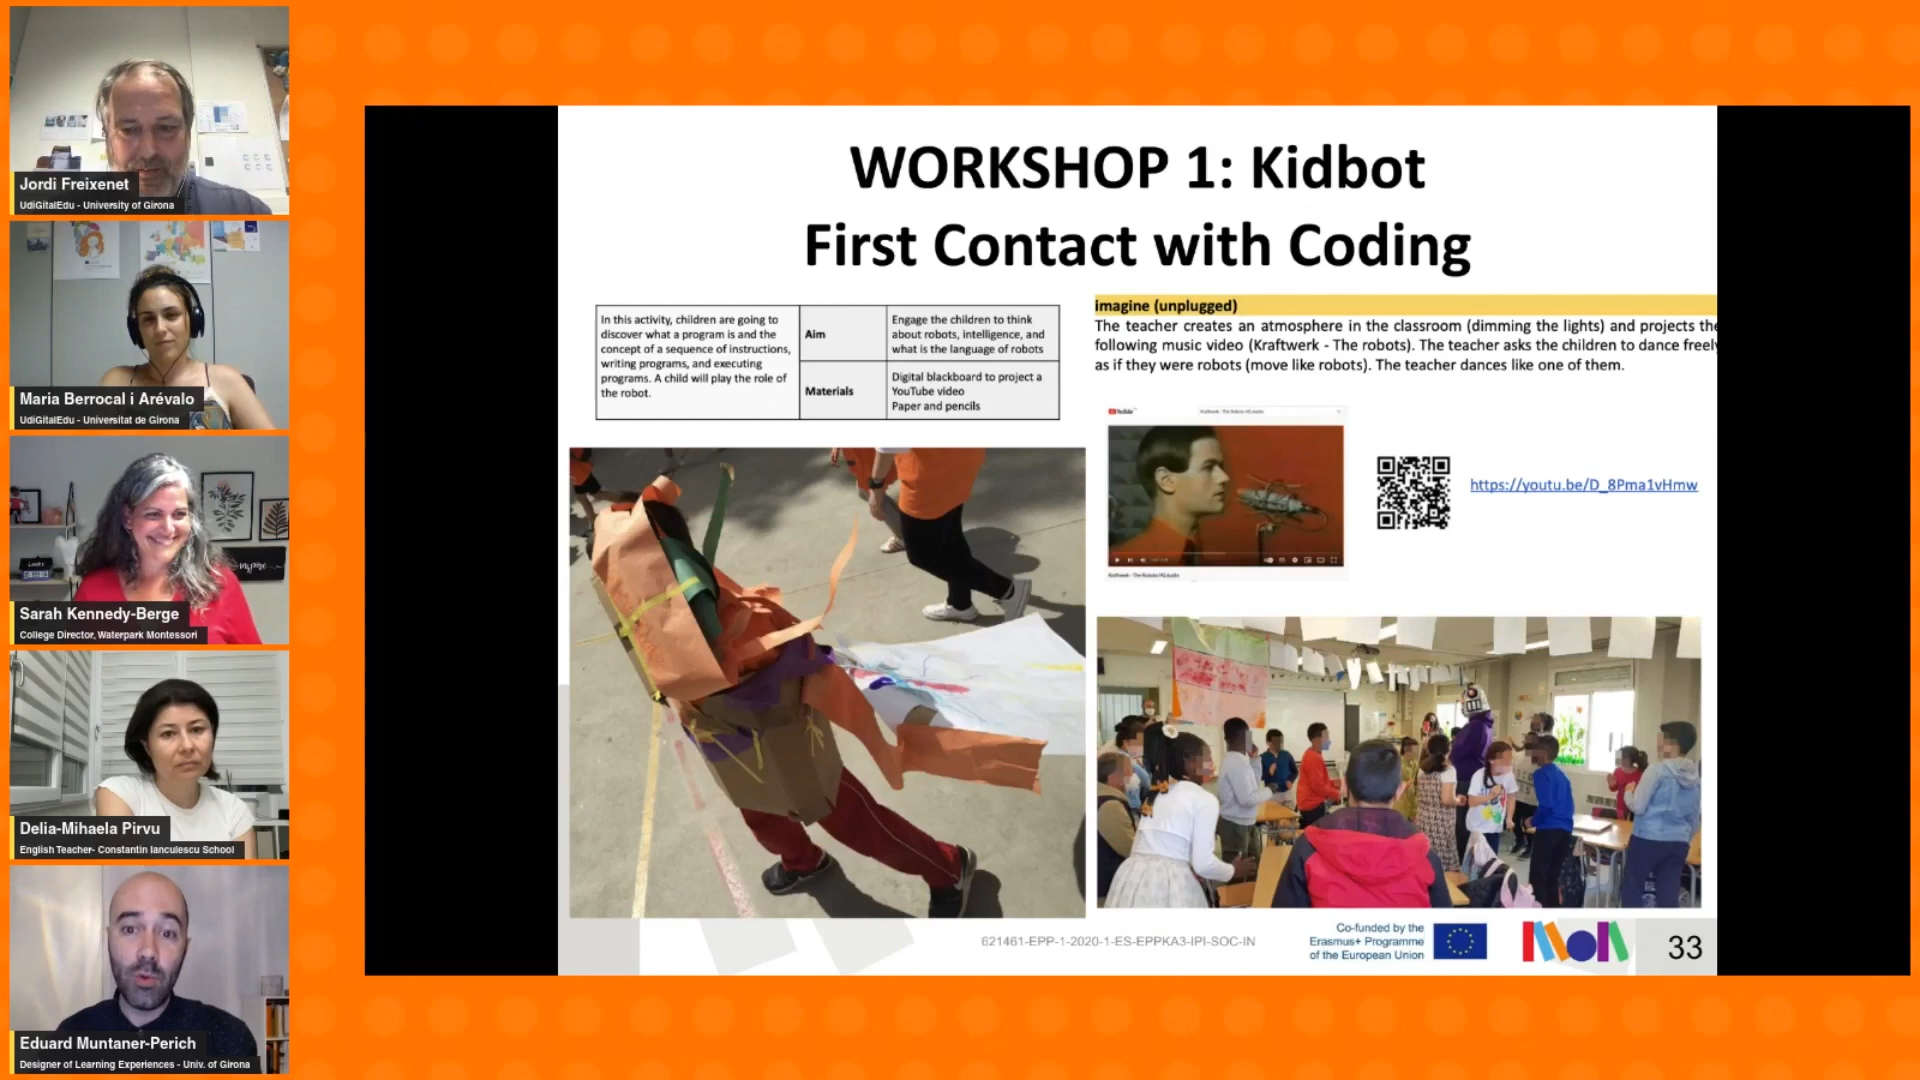 Jordi Freixenet
UdiGitalEdu - University of Girona
Maria Berrocal i Arévalo
UdiGitalEdu - Universitat de Girona
Sarah Kennedy-Berge
College Director, Waterpark Montessori
Delia-Mihaela Pirvu
English Teacher- Constantin Ianculescu School
Eduard Muntaner-Perich
Designer of Learning Experiences - Univ. of Girona
WORKSHOP 1: Kidbot
First Contact with Coding
In this activity, children are going to
discover what a program is and the
concept of a sequence of instructions,
writing programs, and executing
programs. A child will play the role of
the robot.
Aim
Engage the children to think
about robots, intelligence, and
what is the language of robots
Materials
Digital blackboard to project a
YouTube video
Paper and pencils
imagine (unplugged)
The teacher creates an atmosphere in the classroom (dimming the lights) and projects the
following music video (Kraftwerk - The robots). The teacher asks the children to dance freely
as if they were robots (move like robots). The teacher dances like one of them.
YouTube
https://youtu.be/D_8Pma1vHmw
621461-EPP-1-2020-1-ES-EPPKA3-IPI-SOC-IN
Co-funded by the
Erasmus+ Programme
of the European Union
33